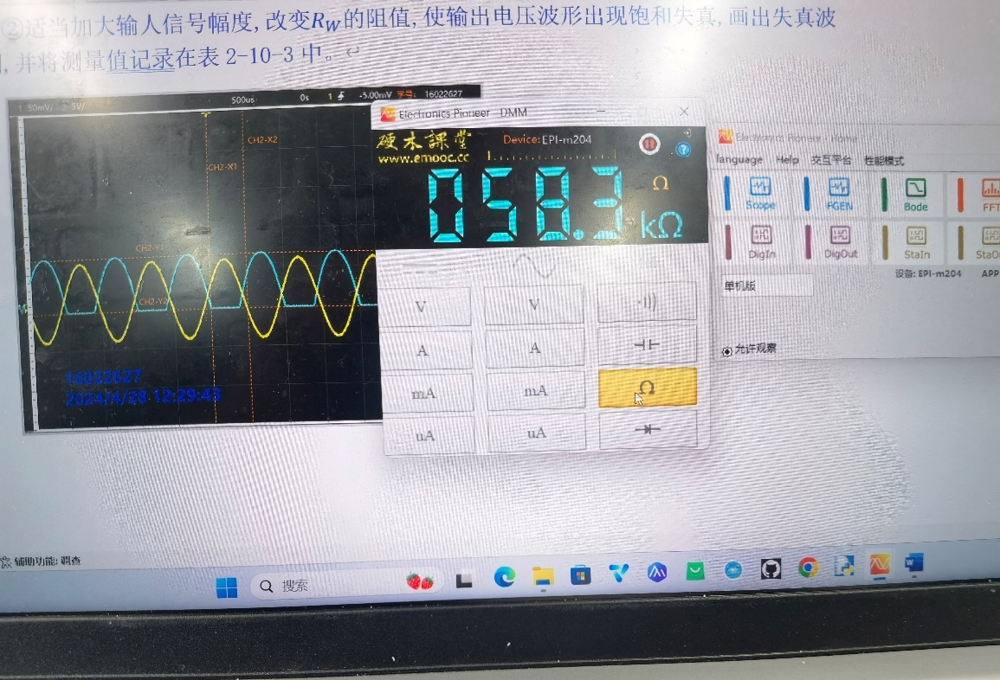 ②适当加大输人信号幅度, 改变RW的阻值, 使输出电压波形出现饱和失真, 画出失真波
, 并将测量值记录在表 2-10-3 中。
1 50mV/ 2 5V/ 500us 0s 1 -5.00mV 字号: 16022627
CH2-X2
CH2-X1
CH2-Y1
CH2-Y2
16022627
2024/4/28 12:29:43
Electronics Pioneer DMM
硬木課堂
www.emooc.cc
Device:EPI-m204
Ω
058.3 kΩ
V V
A A
mA mA Ω
uA uA
language Help 交互平台 性能模式
Scope FGEN Bode FFT
DigIn DigOut StaIn StaO
设备: EPI-m204 APP
单机版
允许观察
辅助功能: 调查
搜索